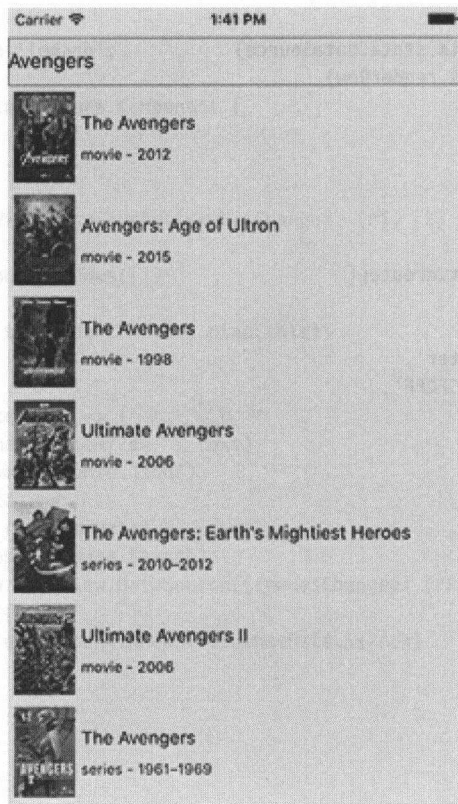 Carrier
1:41 PM
Avengers
The Avengers
movie - 2012
Avengers: Age of Ultron
movie - 2015
The Avengers
movie - 1998
Ultimate Avengers
movie - 2006
The Avengers: Earth's Mightiest Heroes
series - 2010–2012
Ultimate Avengers II
movie - 2006
The Avengers
series - 1961–1969
AVENGERS